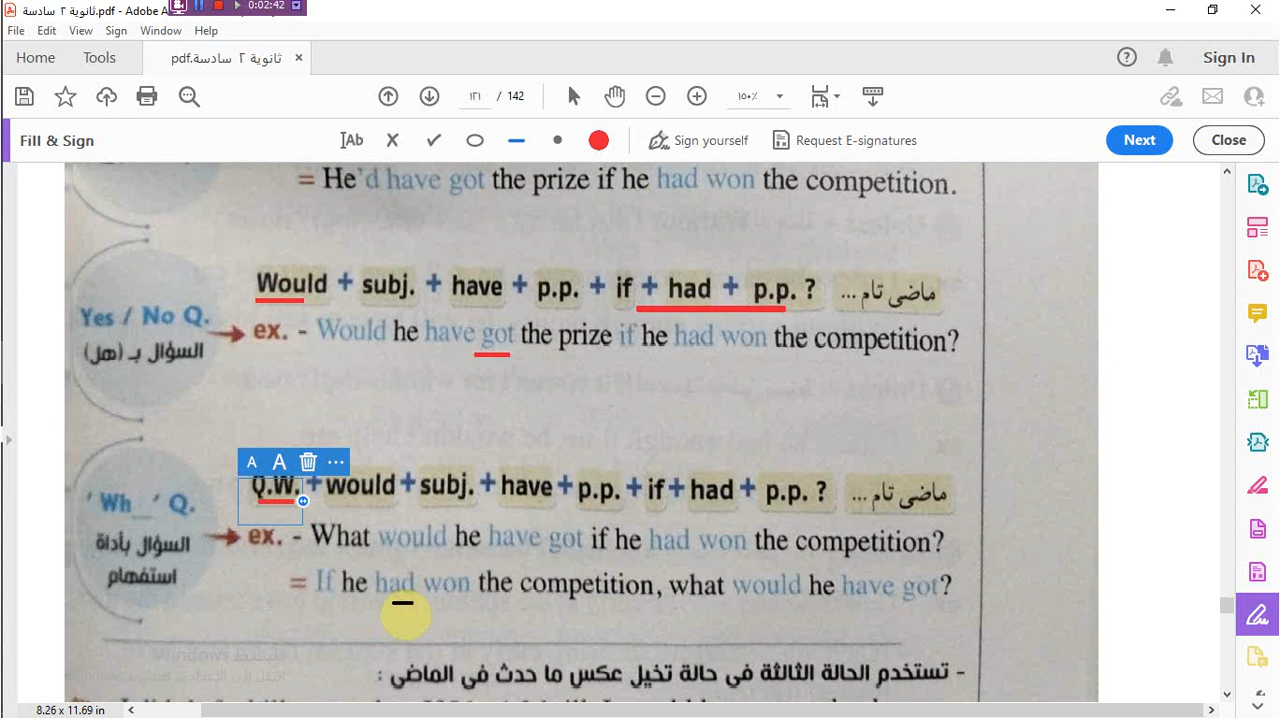 ثانوية ٢ سادسة.pdf - Adobe A
0:02:42
File Edit View Sign Window Help
Home Tools ثانوية ٢ سادسة.pdf × Sign In
١٢١ / 142 ١٥٠٪
Fill & Sign IAb Sign yourself Request E-signatures Next Close
= He'd have got the prize if he had won the competition.
Would + subj. + have + p.p. + if + had + p.p. ? ماضى تام ...
Yes / No Q.
السؤال بـ (هل)
ex. - Would he have got the prize if he had won the competition?
A A ...
Q.W. + would + subj. + have + p.p. + if + had + p.p. ? ماضى تام ...
'Wh__' Q.
السؤال بأداة
استفهام
ex. - What would he have got if he had won the competition?
= If he had won the competition, what would he have got?
- تستخدم الحالة الثالثة فى حالة تخيل عكس ما حدث فى الماضى :
8.26 x 11.69 in